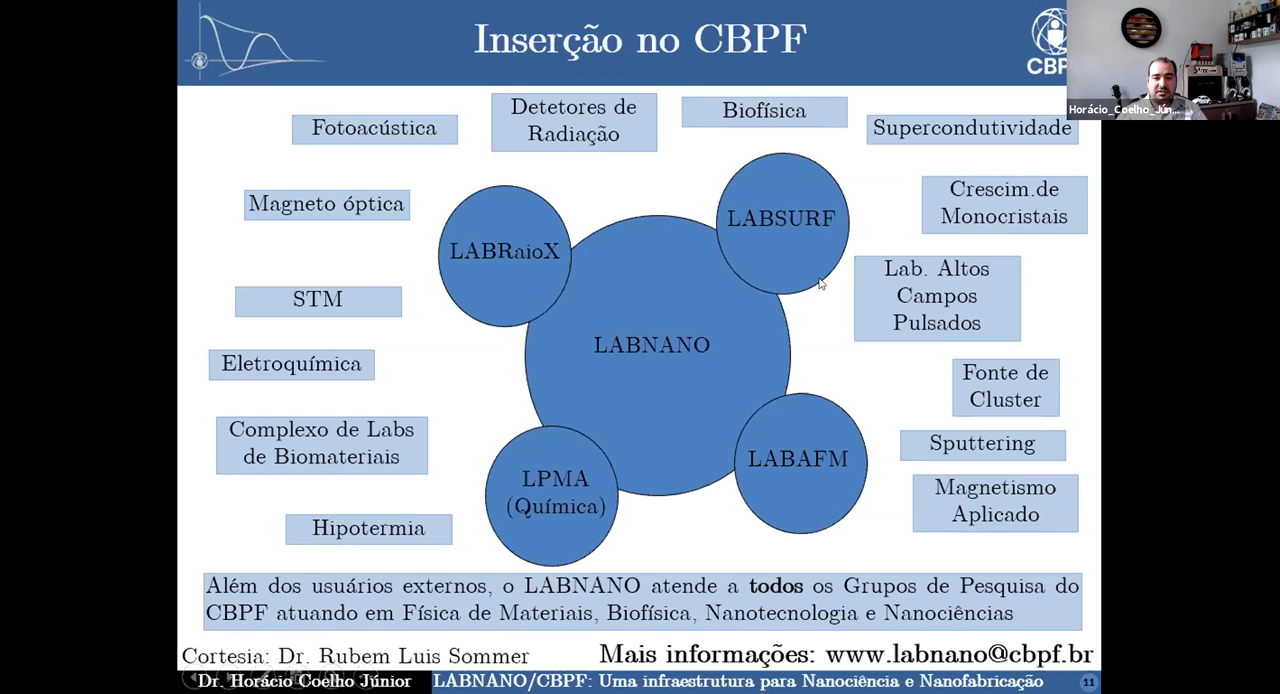 Inserção no CBPF
CBP
Horácio_Coelho_Jún...
Fotoacústica
Detetores de
Radiação
Biofísica
Supercondutividade
Magneto óptica
Crescim.de
Monocristais
LABRaioX
LABSURF
Lab. Altos
Campos
Pulsados
STM
LABNANO
Eletroquímica
Fonte de
Cluster
Complexo de Labs
de Biomateriais
Sputtering
LABAFM
LPMA
(Química)
Magnetismo
Aplicado
Hipotermia
Além dos usuários externos, o LABNANO atende a todos os Grupos de Pesquisa do
CBPF atuando em Física de Materiais, Biofísica, Nanotecnologia e Nanociências
Cortesia: Dr. Rubem Luis Sommer
Mais informações: www.labnano@cbpf.br
Dr. Horácio Coelho Júnior
LABNANO/CBPF: Uma infraestrutura para Nanociência e Nanofabricação
11